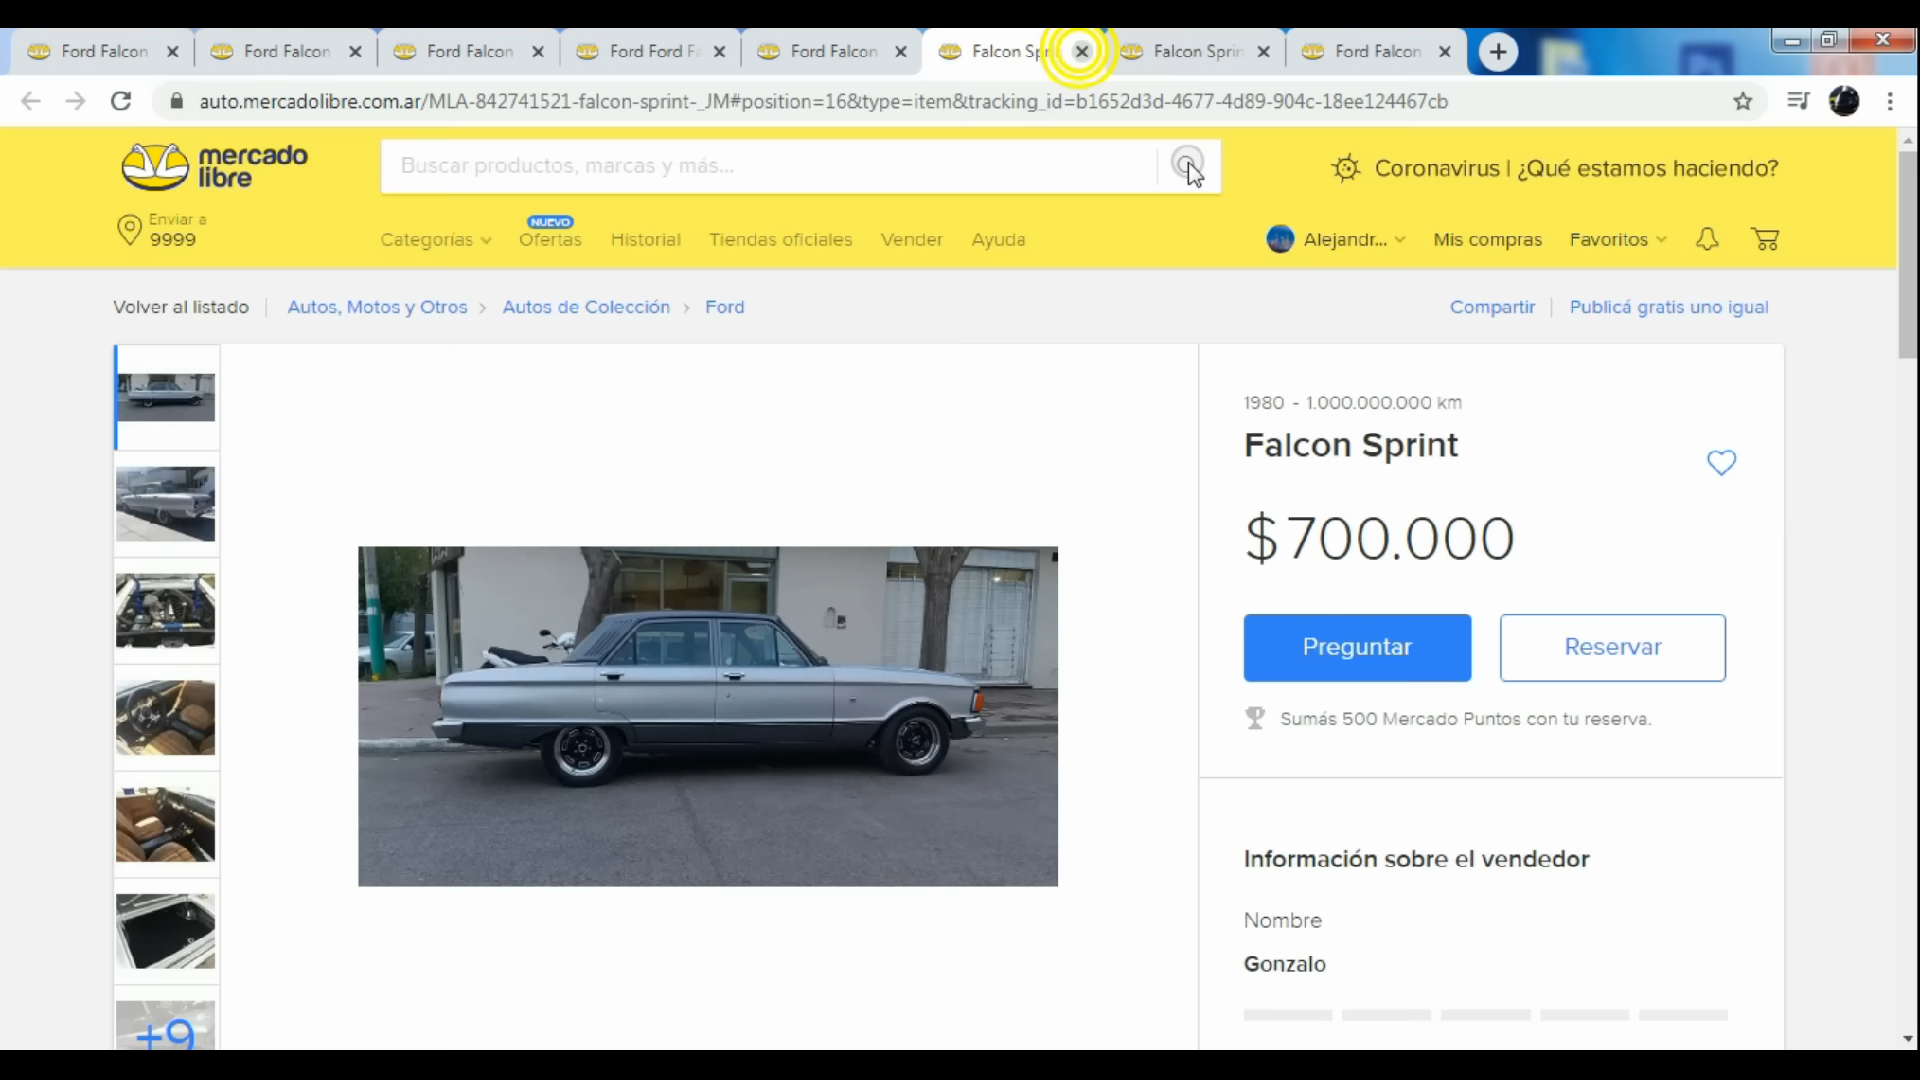 Ford Falcon
Ford Falcon
Ford Falcon
Ford Ford F
Ford Falcon
Falcon Sp
Falcon Sprin
Ford Falcon
auto.mercadolibre.com.ar/MLA-842741521-falcon-sprint-_JM#position=16&type=item&tracking_id=b1652d3d-4677-4d89-904c-18ee124467cb
mercado
libre
Buscar productos, marcas y más...
Coronavirus | ¿Qué estamos haciendo?
Enviar a
9999
NUEVO
Categorías
Ofertas
Historial
Tiendas oficiales
Vender
Ayuda
Alejandr...
Mis compras
Favoritos
Volver al listado
Autos, Motos y Otros
Autos de Colección
Ford
Compartir
Publicá gratis uno igual
1980 - 1.000.000.000 km
Falcon Sprint
$ 700.000
Preguntar
Reservar
Sumás 500 Mercado Puntos con tu reserva.
Información sobre el vendedor
Nombre
Gonzalo
+9